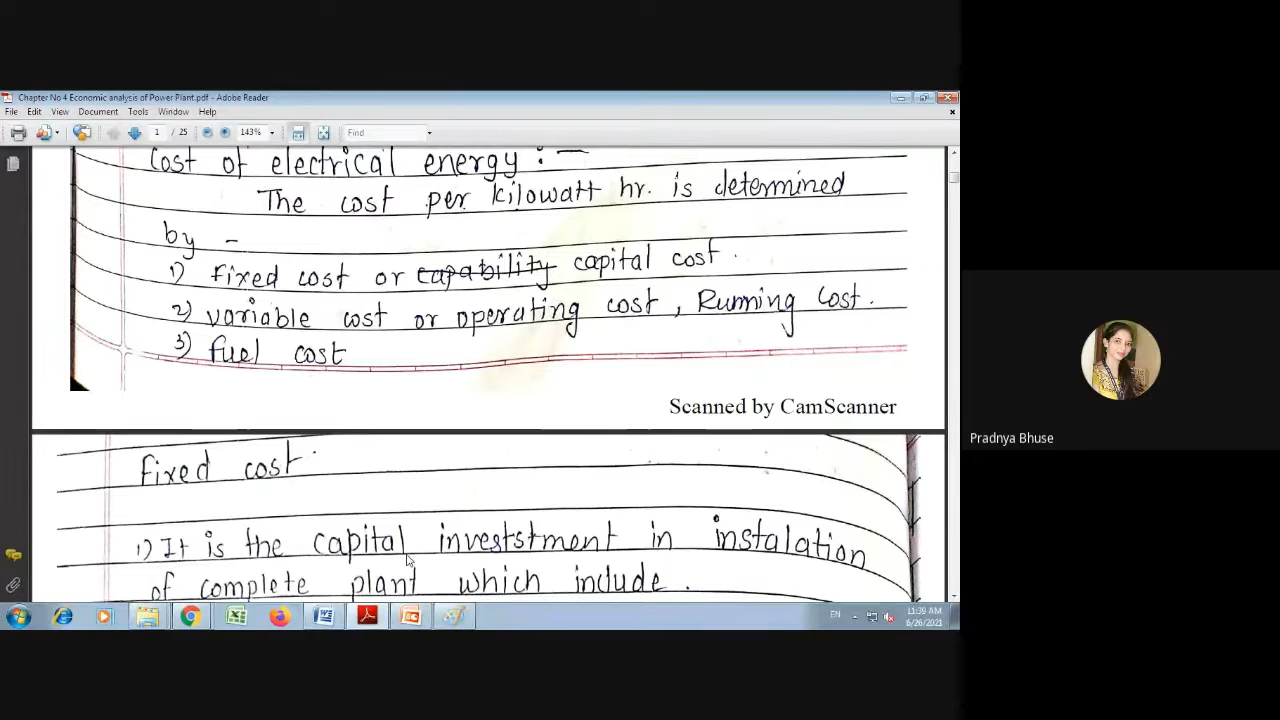 Chapter No 4 Economic analysis of Power Plant.pdf - Adobe Reader
File Edit View Document Tools Window Help
1 / 25 143% Find
Cost of electrical energy : —
The cost per kilowatt hr. is determined
by -
1) fixed cost or capability capital cost.
2) variable cost or operating cost, Running Cost.
3) fuel cost
Scanned by CamScanner
fixed cost.
1) It is the capital investstment in instalation
of complete plant which include.
Pradnya Bhuse
EN
11:39 AM
6/26/2021